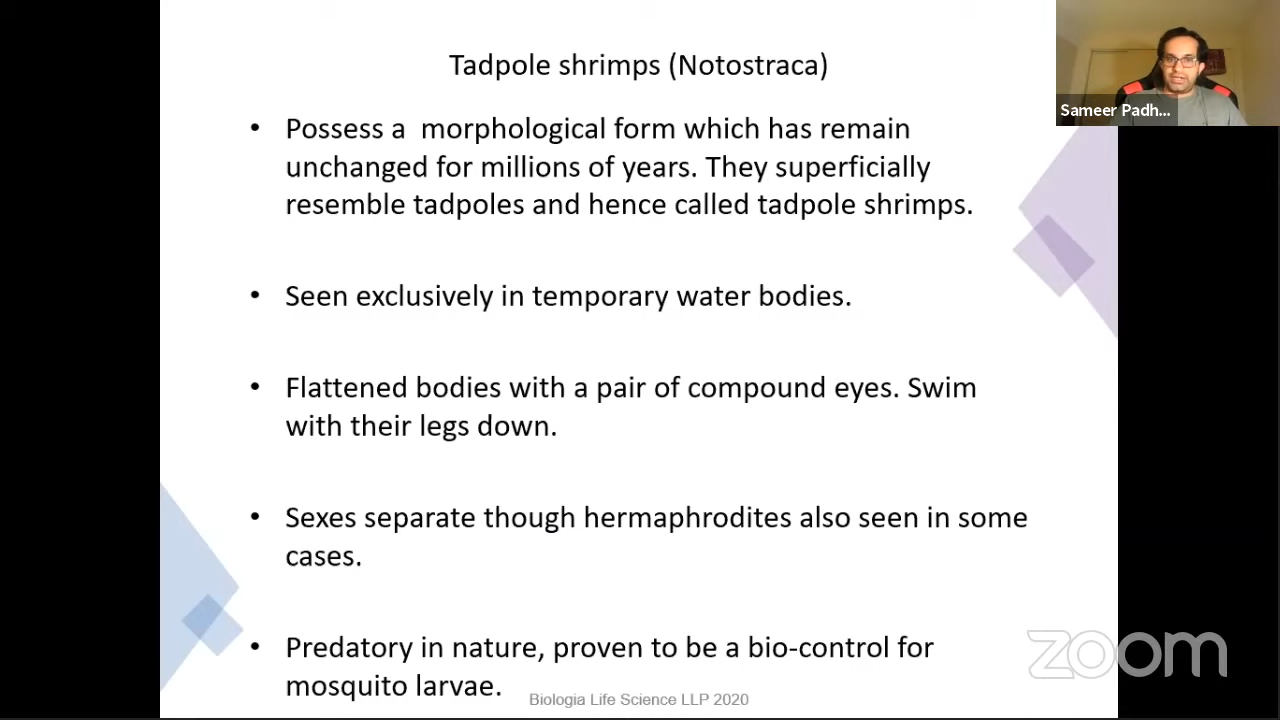 Tadpole shrimps (Notostraca)
Sameer Padh...
• Possess a morphological form which has remain
unchanged for millions of years. They superficially
resemble tadpoles and hence called tadpole shrimps.
• Seen exclusively in temporary water bodies.
• Flattened bodies with a pair of compound eyes. Swim
with their legs down.
• Sexes separate though hermaphrodites also seen in some
cases.
• Predatory in nature, proven to be a bio-control for
mosquito larvae.
Biologia Life Science LLP 2020
zoom